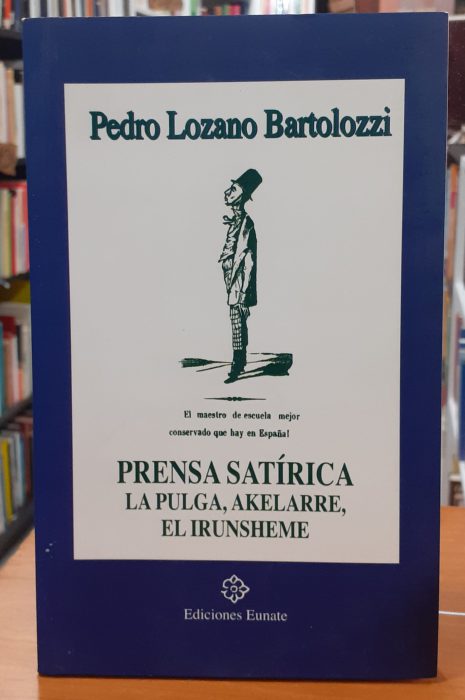 Pedro Lozano Bartolozzi
El maestro de escuela mejor
conservado que hay en España!
PRENSA SATÍRICA
LA PULGA, AKELARRE,
EL IRUNSHEME
Ediciones Eunate